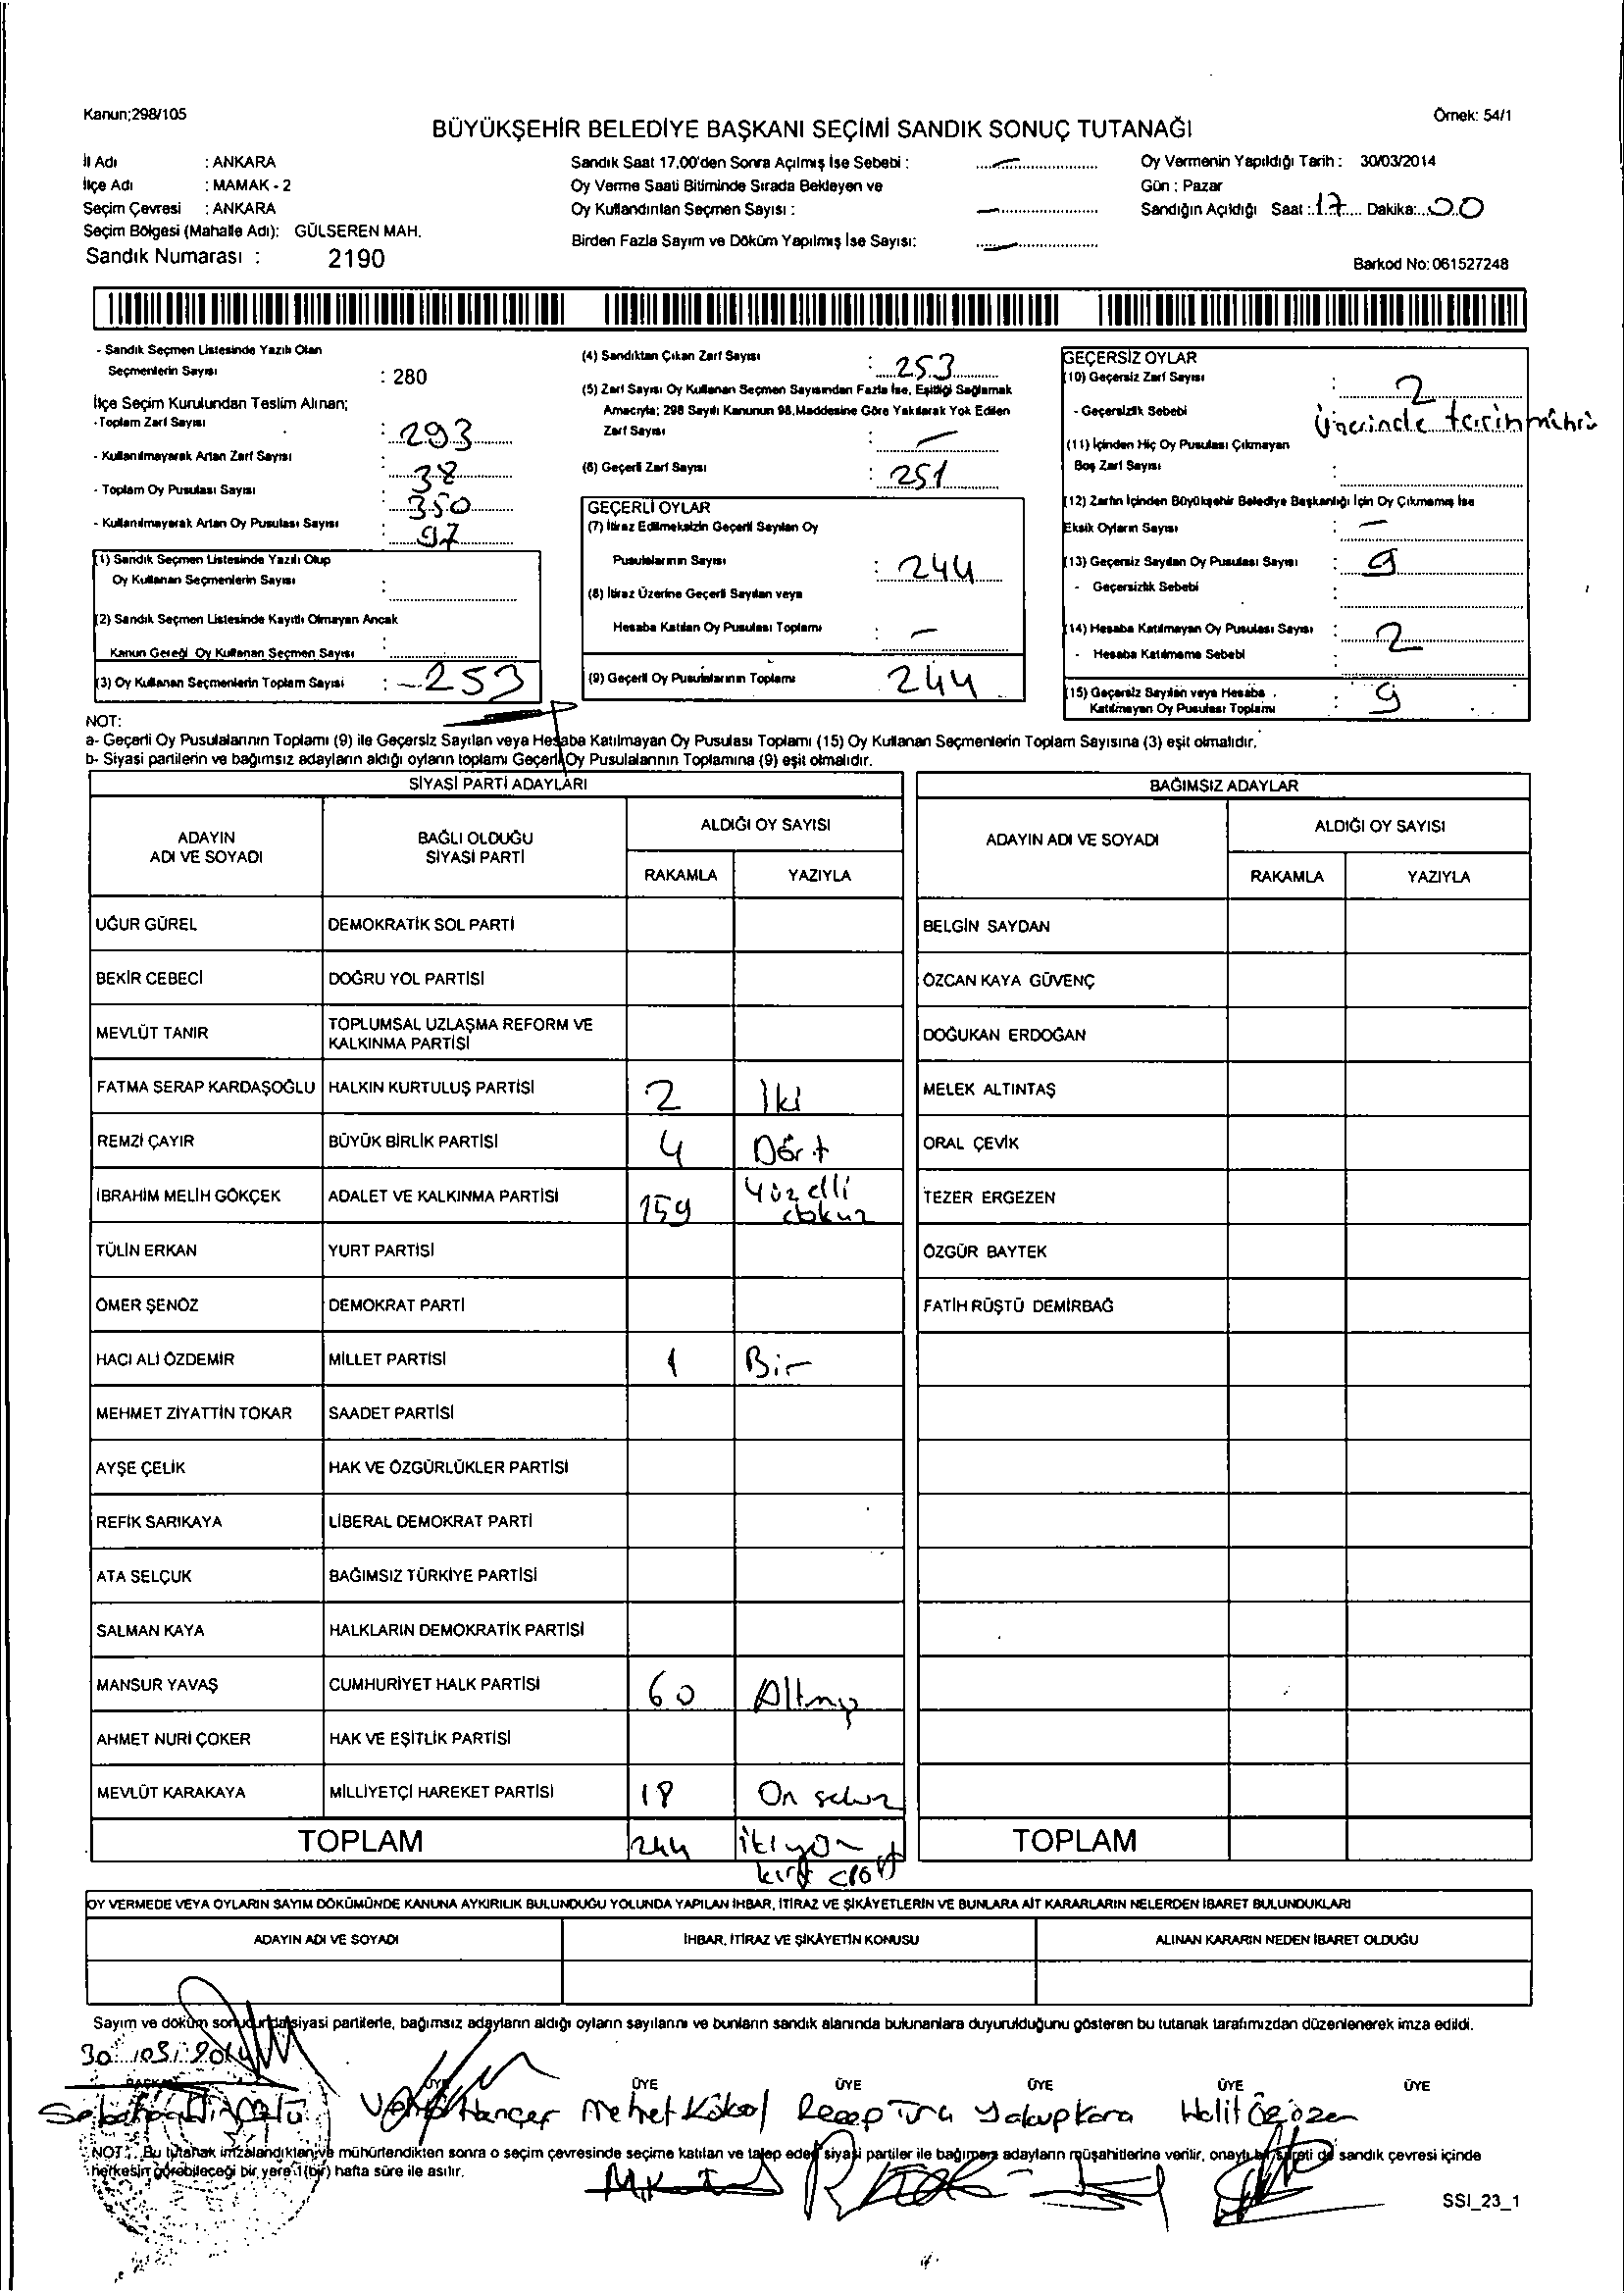 Kanun;298/105
Örnek: 54/1
BÜYÜKŞEHİR BELEDİYE BAŞKANI SEÇİMİ SANDIK SONUÇ TUTANAĞI
İl Adı : ANKARA
İlçe Adı : MAMAK - 2
Seçim Çevresi : ANKARA
Seçim Bölgesi (Mahalle Adı): GÜLSEREN MAH.
Sandık Numarası : 2190
Sandık Saat 17.00'den Sonra Açılmış İse Sebebi :
Oy Verme Saati Bitiminde Sırada Bekleyen ve
Oy Kullandırılan Seçmen Sayısı :
Birden Fazla Sayım ve Döküm Yapılmış İse Sayısı:
Oy Vermenin Yapıldığı Tarih : 30/03/2014
Gün : Pazar
Sandığın Açıldığı Saat : 17 Dakika: 00
Barkod No: 061527248
- Sandık Seçmen Listesinde Yazılı Olan
Seçmenlerin Sayısı : 280
İlçe Seçim Kurulundan Teslim Alınan;
- Toplam Zarf Sayısı : 293
- Kullanılmayarak Artan Zarf Sayısı : 38
- Toplam Oy Pusulası Sayısı : 350
- Kullanılmayarak Artan Oy Pusulası Sayısı : 97
(1) Sandık Seçmen Listesinde Yazılı Olup
Oy Kullanan Seçmenlerin Sayısı :
(2) Sandık Seçmen Listesinde Kayıtlı Olmayan Ancak
Kanun Gereği Oy Kullanan Seçmen Sayısı :
(3) Oy Kullanan Seçmenlerin Toplam Sayısı : 253
(4) Sandıktan Çıkan Zarf Sayısı : 253
(5) Zarf Sayısı Oy Kullanan Seçmen Sayısından Fazla İse, Eşitliği Sağlamak
Amacıyla; 298 Sayılı Kanunun 98.Maddesine Göre Yakılarak Yok Edilen
Zarf Sayısı : —
(6) Geçerli Zarf Sayısı : 251
GEÇERLİ OYLAR
(7) İtiraz Edilmeksizin Geçerli Sayılan Oy
Pusulalarının Sayısı : 244
(8) İtiraz Üzerine Geçerli Sayılan veya
Hesaba Katılan Oy Pusulası Toplamı : —
(9) Geçerli Oy Pusulalarının Toplamı 244
GEÇERSİZ OYLAR
(10) Geçersiz Zarf Sayısı : 2
- Geçersizlik Sebebi : üzerinde tarih mührü
(11) İçinden Hiç Oy Pusulası Çıkmayan
Boş Zarf Sayısı :
(12) Zarfın İçinden Büyükşehir Belediye Başkanlığı İçin Oy Çıkmamış İse
Eksik Oyların Sayısı : —
(13) Geçersiz Sayılan Oy Pusulası Sayısı : 9
- Geçersizlik Sebebi :
(14) Hesaba Katılmayan Oy Pusulası Sayısı : 2
- Hesaba Katılmama Sebebi :
(15) Geçersiz Sayılan veya Hesaba
Katılmayan Oy Pusulası Toplamı : 9
NOT:
a- Geçerli Oy Pusulalarının Toplamı (9) ile Geçersiz Sayılan veya Hesaba Katılmayan Oy Pusulası Toplamı (15) Oy Kullanan Seçmenlerin Toplam Sayısına (3) eşit olmalıdır.
b- Siyasi partilerin ve bağımsız adayların aldığı oyların toplamı Geçerli Oy Pusulalarının Toplamına (9) eşit olmalıdır.
SİYASİ PARTİ ADAYLARI
ADAYIN ADI VE SOYADI
BAĞLI OLDUĞU SİYASİ PARTİ
ALDIĞI OY SAYISI
RAKAMLA YAZIYLA
UĞUR GÜREL DEMOKRATİK SOL PARTİ
BEKİR CEBECİ DOĞRU YOL PARTİSİ
MEVLÜT TANIR TOPLUMSAL UZLAŞMA REFORM VE
KALKINMA PARTİSİ
FATMA SERAP KARDAŞOĞLU HALKIN KURTULUŞ PARTİSİ 2 İki
REMZİ ÇAYIR BÜYÜK BİRLİK PARTİSİ 4 Dört
İBRAHİM MELİH GÖKÇEK ADALET VE KALKINMA PARTİSİ 159 Yüz elli
dokuz
TÜLİN ERKAN YURT PARTİSİ
ÖMER ŞENÖZ DEMOKRAT PARTİ
HACI ALİ ÖZDEMİR MİLLET PARTİSİ 1 Bir
MEHMET ZİYATTİN TOKAR SAADET PARTİSİ
AYŞE ÇELİK HAK VE ÖZGÜRLÜKLER PARTİSİ
REFİK SARIKAYA LİBERAL DEMOKRAT PARTİ
ATA SELÇUK BAĞIMSIZ TÜRKİYE PARTİSİ
SALMAN KAYA HALKLARIN DEMOKRATİK PARTİSİ
MANSUR YAVAŞ CUMHURİYET HALK PARTİSİ 60 Altmış
AHMET NURİ ÇOKER HAK VE EŞİTLİK PARTİSİ
MEVLÜT KARAKAYA MİLLİYETÇİ HAREKET PARTİSİ 18 On sekiz
TOPLAM 244 ikiyüz
kırk dört
BAĞIMSIZ ADAYLAR
ADAYIN ADI VE SOYADI
ALDIĞI OY SAYISI
RAKAMLA YAZIYLA
BELGİN SAYDAN
ÖZCAN KAYA GÜVENÇ
DOĞUKAN ERDOĞAN
MELEK ALTINTAŞ
ORAL ÇEVİK
TEZER ERGEZEN
ÖZGÜR BAYTEK
FATİH RÜŞTÜ DEMİRBAĞ
TOPLAM
OY VERMEDE VEYA OYLARIN SAYIM DÖKÜMÜNDE KANUNA AYKIRILIK BULUNDUĞU YOLUNDA YAPILAN İHBAR, İTİRAZ VE ŞİKÂYETLERİN VE BUNLARA AİT KARARLARIN NELERDEN İBARET BULUNDUKLARI
ADAYIN ADI VE SOYADI İHBAR, İTİRAZ VE ŞİKÂYETİN KONUSU ALINAN KARARIN NEDEN İBARET OLDUĞU
Sayım ve döküm sonucunda siyasi partilerle, bağımsız adayların aldığı oyların sayılarını ve bunların sandık alanında bulunanlara duyurulduğunu gösteren bu tutanak tarafımızdan düzenlenerek imza edildi.
30 / 03 / 2014
BAŞKAN ÜYE ÜYE ÜYE ÜYE ÜYE ÜYE
Hançer Mehmet Köksal Recep Tuna Yakup Kara Halit Özözen
NOT: Bu tutanak imzalandıktan ve mühürlendikten sonra o seçim çevresinde seçime katılan ve talep eden siyasi partiler ile bağımsız adayların müşahitlerine verilir, onaylı bir sureti de sandık çevresi içinde
herkesin görebileceği bir yere 1 (bir) hafta süre ile asılır.
SSI_23_1